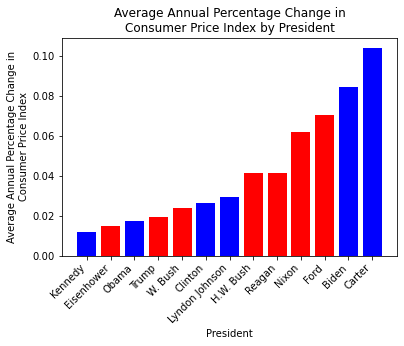 Average Annual Percentage Change in
Consumer Price Index by President
Average Annual Percentage Change in
Consumer Price Index
0.10
0.08
0.06
0.04
0.02
0.00
Kennedy
Eisenhower
Obama
Trump
W. Bush
Clinton
Lyndon Johnson
H.W. Bush
Reagan
Nixon
Ford
Biden
Carter
President